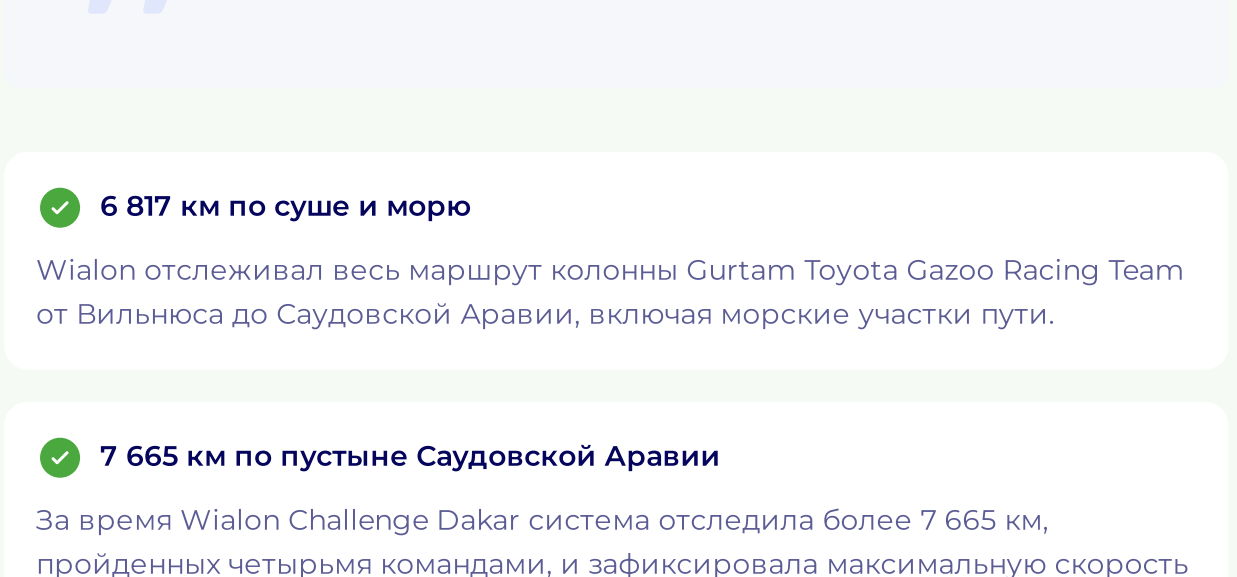 6 817 км по суше и морю
Wialon отслеживал весь маршрут колонны Gurtam Toyota Gazoo Racing Team
от Вильнюса до Саудовской Аравии, включая морские участки пути.
7 665 км по пустыне Саудовской Аравии
За время Wialon Challenge Dakar система отследила более 7 665 км,
пройденных четырьмя командами, и зафиксировала максимальную скорость